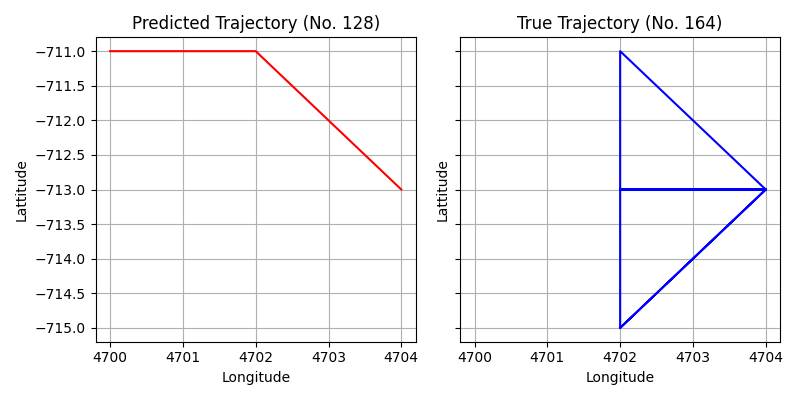 Predicted Trajectory (No. 128)
True Trajectory (No. 164)
−711.0
−711.5
−712.0
−712.5
−713.0
−713.5
−714.0
−714.5
−715.0
Lattitude
Lattitude
4700 4701 4702 4703 4704
4700 4701 4702 4703 4704
Longitude
Longitude